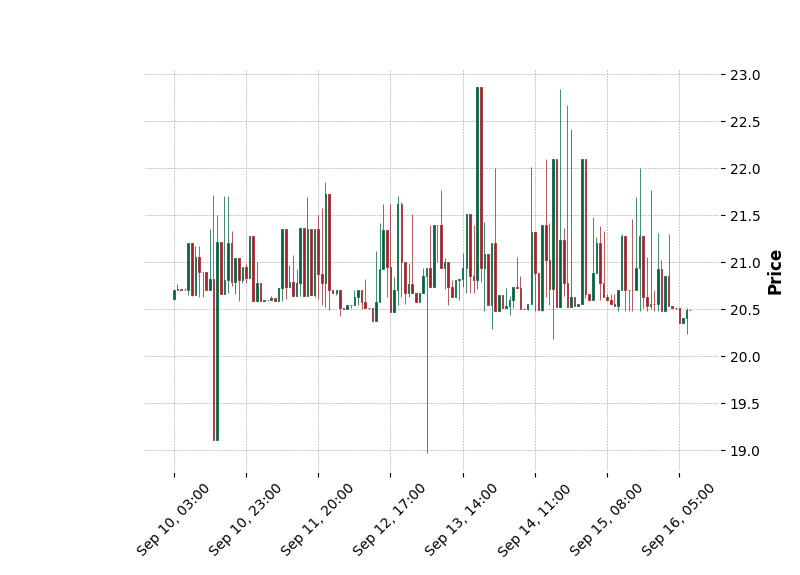 23.0
22.5
22.0
21.5
21.0
20.5
20.0
19.5
19.0
Price
Sep 10, 03:00
Sep 10, 23:00
Sep 11, 20:00
Sep 12, 17:00
Sep 13, 14:00
Sep 14, 11:00
Sep 15, 08:00
Sep 16, 05:00